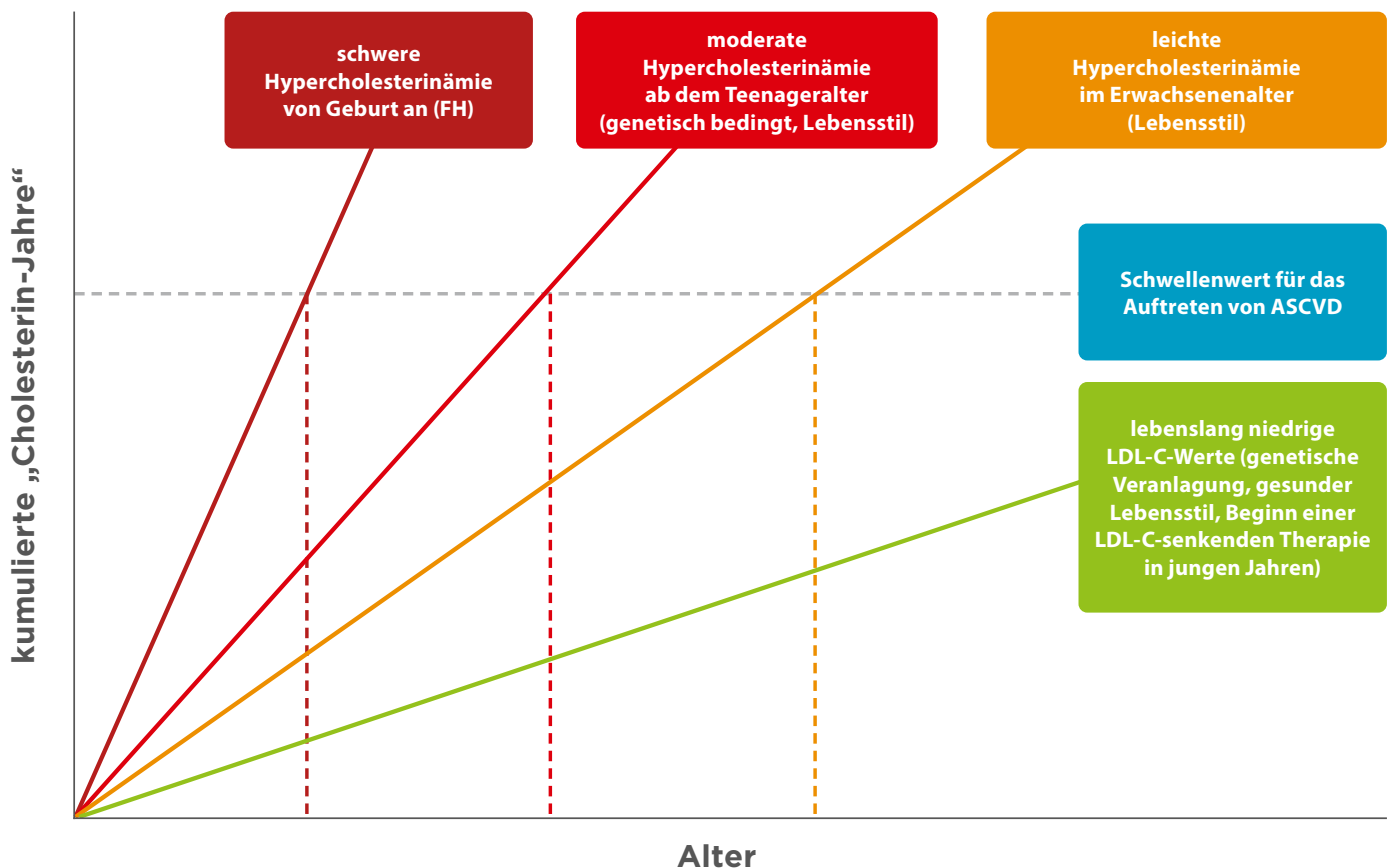 schwere
Hypercholesterinämie
von Geburt an (FH)
moderate
Hypercholesterinämie
ab dem Teenageralter
(genetisch bedingt, Lebensstil)
leichte
Hypercholesterinämie
im Erwachsenenalter
(Lebensstil)
kumulierte „Cholesterin-Jahre“
Schwellenwert für das
Auftreten von ASCVD
lebenslang niedrige
LDL-C-Werte (genetische
Veranlagung, gesunder
Lebensstil, Beginn einer
LDL-C-senkenden Therapie
in jungen Jahren)
Alter